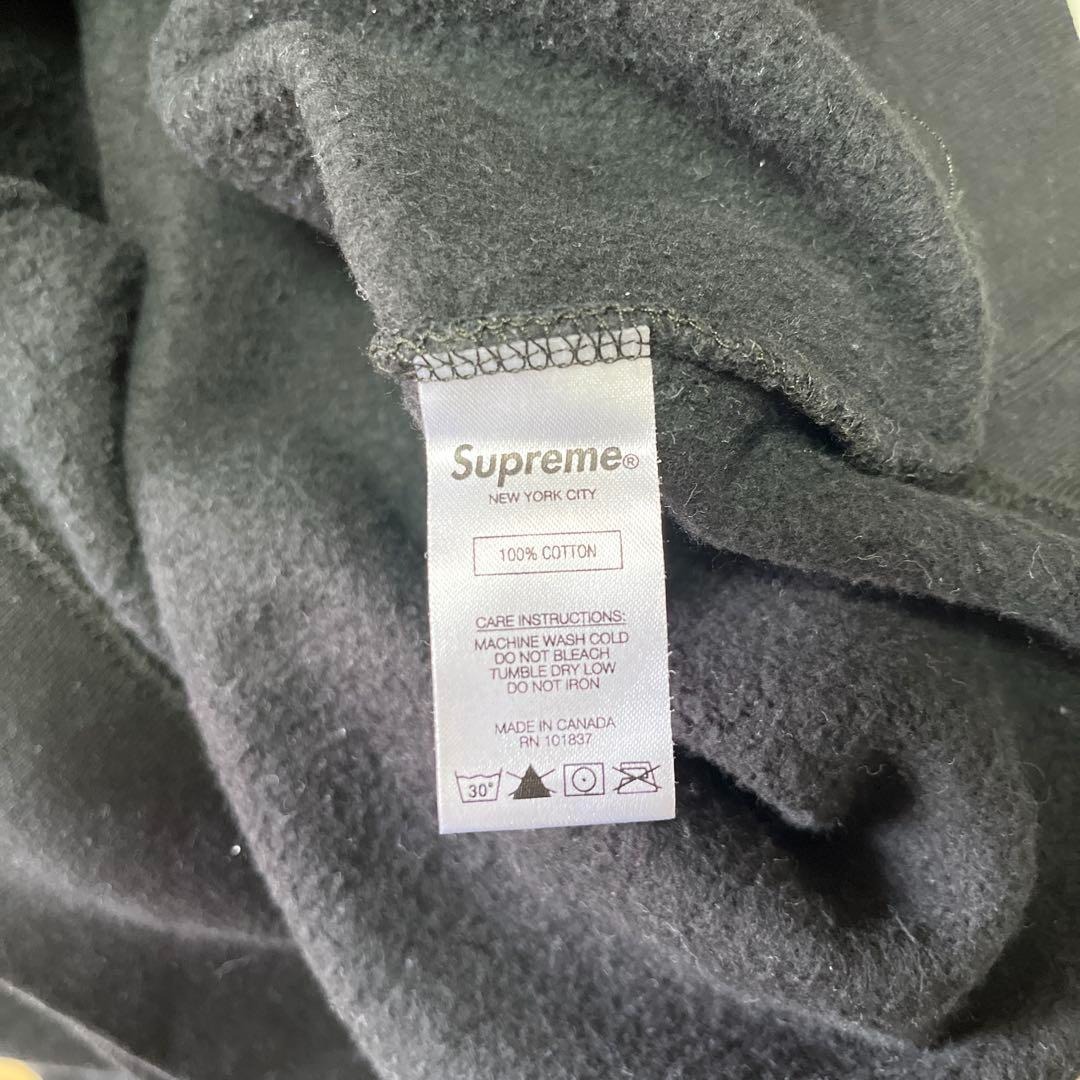 Supreme®
NEW YORK CITY
100% COTTON
CARE INSTRUCTIONS:
MACHINE WASH COLD
DO NOT BLEACH
TUMBLE DRY LOW
DO NOT IRON
MADE IN CANADA
RN 101837
30°